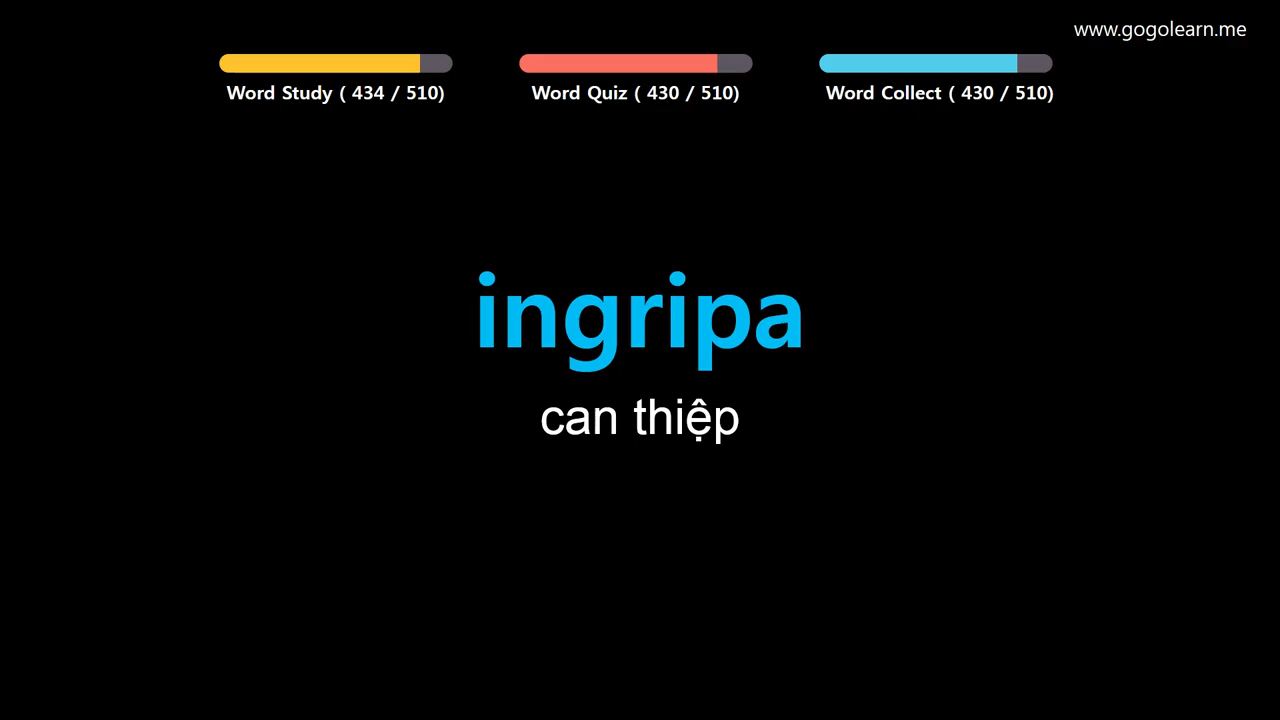 www.gogolearn.me
Word Study ( 434 / 510)
Word Quiz ( 430 / 510)
Word Collect ( 430 / 510)
ingripa
can thiệp